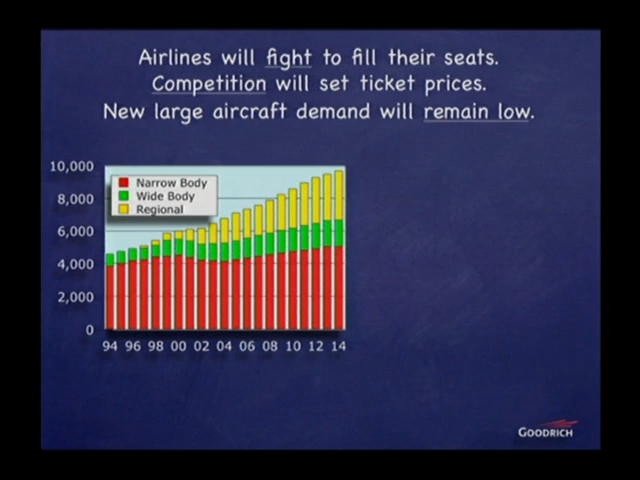 Airlines will fight to fill their seats.
Competition will set ticket prices.
New large aircraft demand will remain low.
10,000
8,000
6,000
4,000
2,000
0
Narrow Body
Wide Body
Regional
94 96 98 00 02 04 06 08 10 12 14
GOODRICH